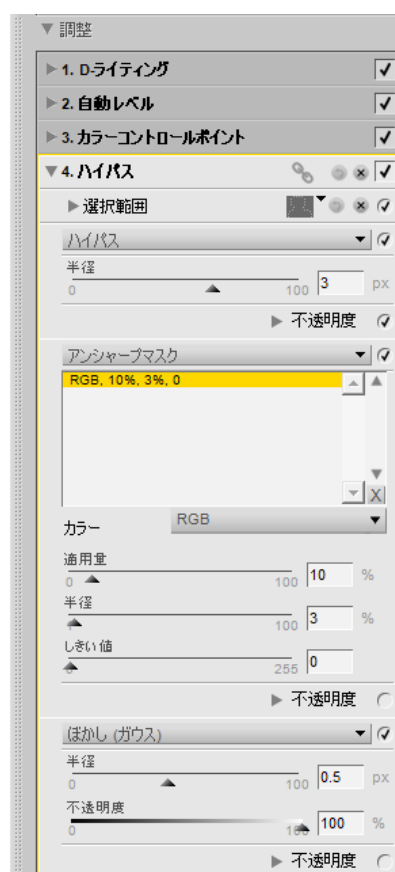 調整
1. D-ライティング
2. 自動レベル
3. カラーコントロールポイント
4. ハイパス
選択範囲
ハイパス
半径
0 100 3 px
不透明度
アンシャープマスク
RGB, 10%, 3%, 0
X
カラー RGB
適用量
0 100 10 %
半径
0 100 3 %
しきい値
0 255 0
不透明度
ぼかし (ガウス)
半径
0 100 0.5 px
不透明度
0 100 100 %
不透明度